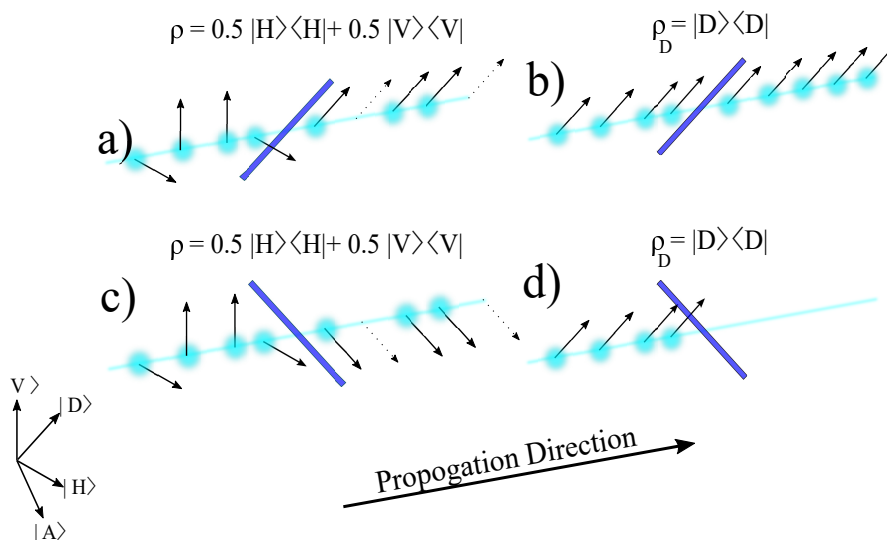 ρ = 0.5 |H〉〈H|+ 0.5 |V〉〈V|
ρ_D = |D〉〈D|
a)
b)
ρ = 0.5 |H〉〈H|+ 0.5 |V〉〈V|
ρ_D = |D〉〈D|
c)
d)
V〉
|D〉
|H〉
|A〉
Propogation Direction